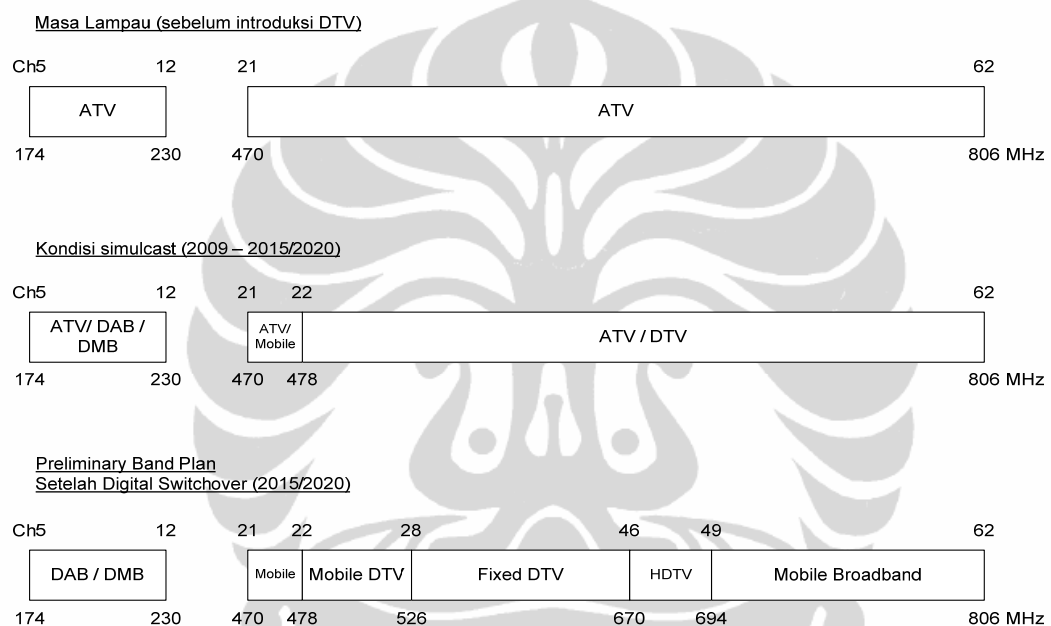 Masa Lampau (sebelum introduksi DTV)
Ch5 12 21 62
ATV ATV
174 230 470 806 MHz
Kondisi simulcast (2009 – 2015/2020)
Ch5 12 21 22 62
ATV/ DAB / DMB ATV/ Mobile ATV / DTV
174 230 470 478 806 MHz
Preliminary Band Plan
Setelah Digital Switchover (2015/2020)
Ch5 12 21 22 28 46 49 62
DAB / DMB Mobile Mobile DTV Fixed DTV HDTV Mobile Broadband
174 230 470 478 526 670 694 806 MHz